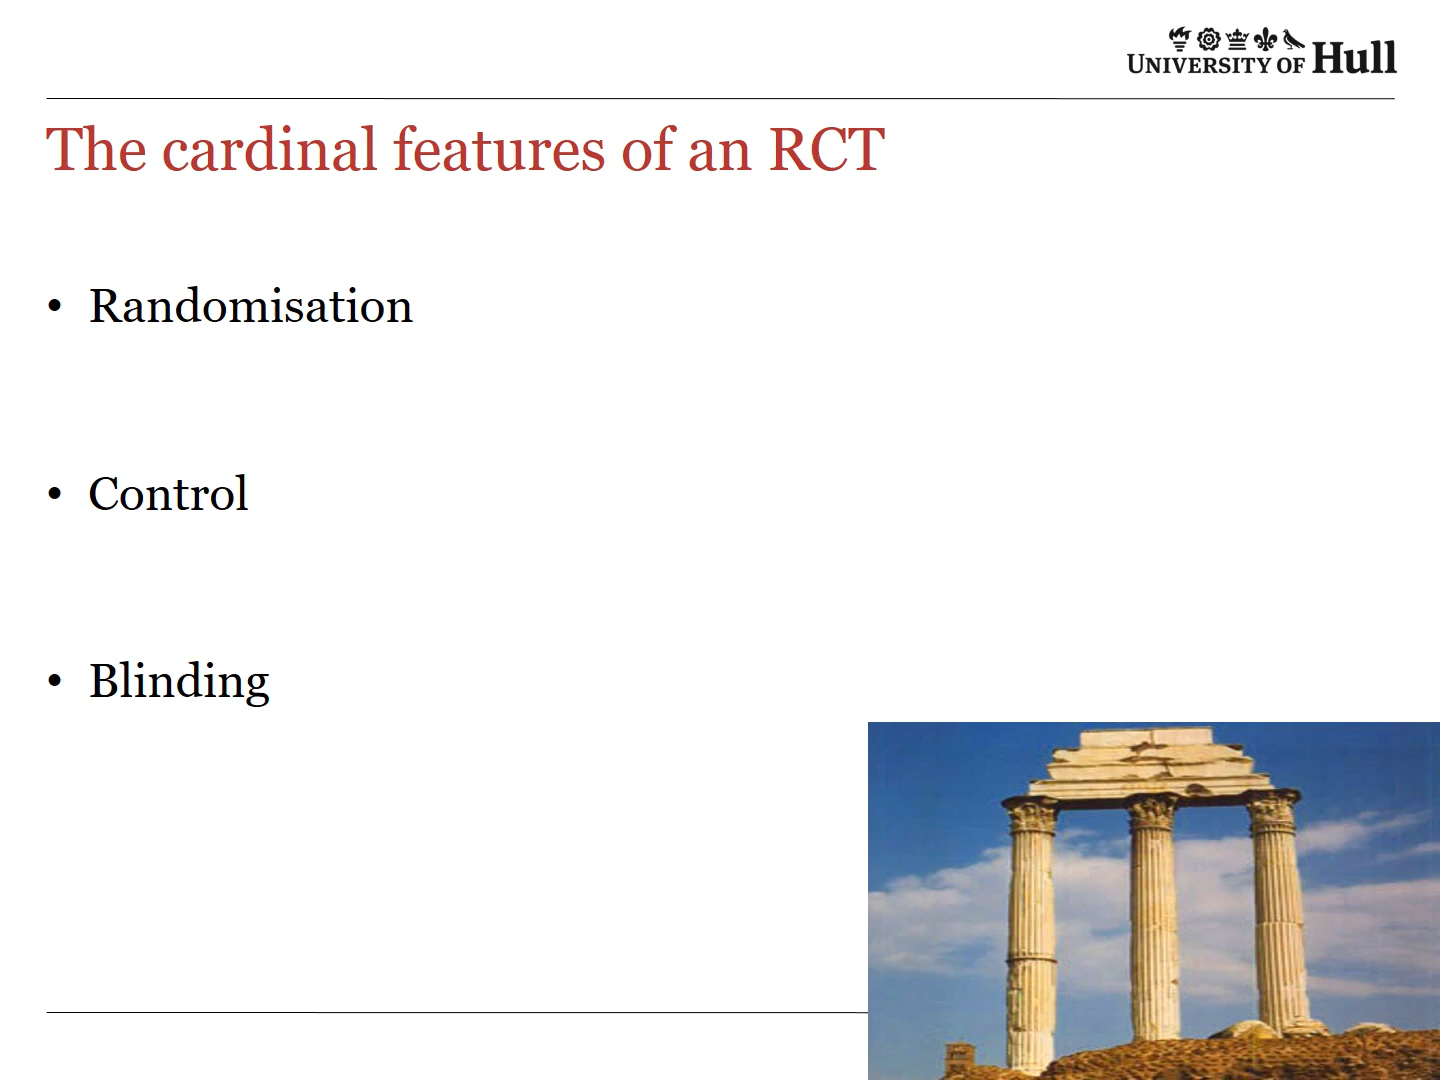 UNIVERSITY OF Hull
The cardinal features of an RCT
• Randomisation
• Control
• Blinding